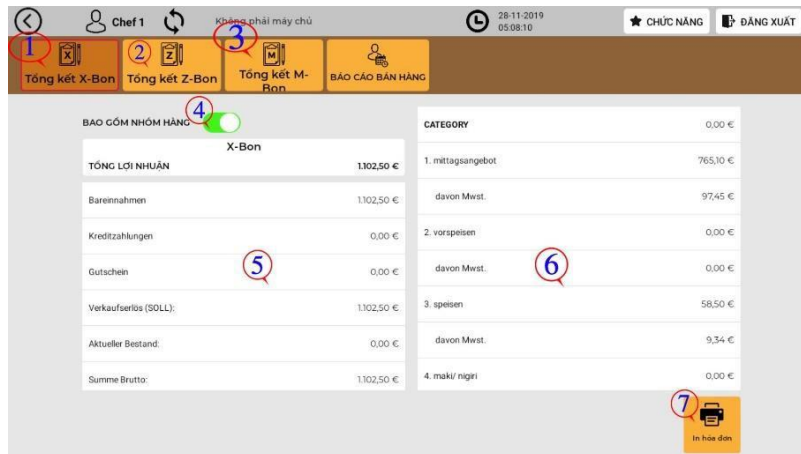 Chef 1
Không phải máy chủ
28-11-2019
05:08:10
CHỨC NĂNG
ĐĂNG XUẤT
1
2
3
X
Z
M
Tổng kết X-Bon
Tổng kết Z-Bon
Tổng kết M-
Bon
BÁO CÁO BÁN HÀNG
4
BAO GỒM NHÓM HÀNG
X-Bon
TỔNG LỢI NHUẬN 1.102,50 €
Bareinnahmen 1.102,50 €
Kreditzahlungen 0,00 €
Gutschein 0,00 €
5
Verkaufserlös (SOLL): 1.102,50 €
Aktueller Bestand: 0,00 €
Summe Brutto: 1.102,50 €
CATEGORY 0,00 €
1. mittagsangebot 765,10 €
davon Mwst. 97,45 €
2. vorspeisen 0,00 €
davon Mwst. 0,00 €
6
3. speisen 58,50 €
davon Mwst. 9,34 €
4. maki/ nigiri 0,00 €
7
In hóa đơn